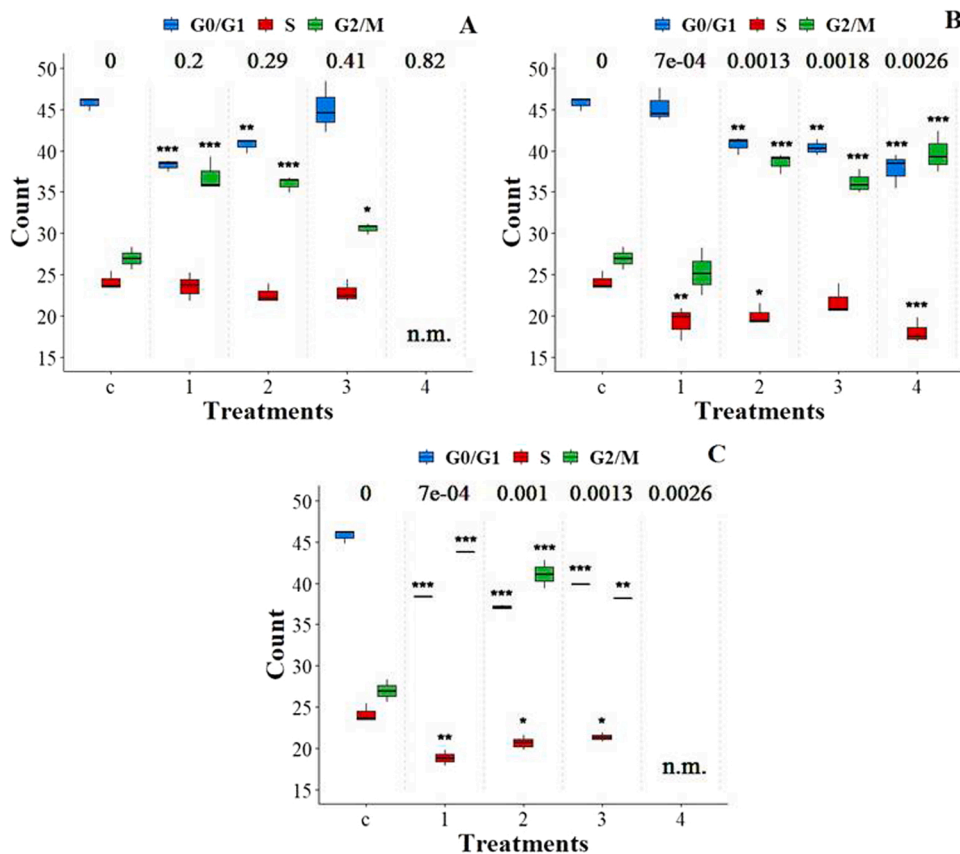 A
G0/G1 S G2/M
0 0.2 0.29 0.41 0.82
50
45
*** *** ** ***
40
35
*
30
25
20
n.m.
15
Count
c 1 2 3 4
Treatments
B
G0/G1 S G2/M
0 7e-04 0.0013 0.0018 0.0026
50
45
** *** ** *** *** ***
40
35
30
25
** * ***
20
15
Count
c 1 2 3 4
Treatments
C
G0/G1 S G2/M
0 7e-04 0.001 0.0013 0.0026
50
45
*** *** *** *** *** **
40
35
30
25
** * *
20
n.m.
15
Count
c 1 2 3 4
Treatments